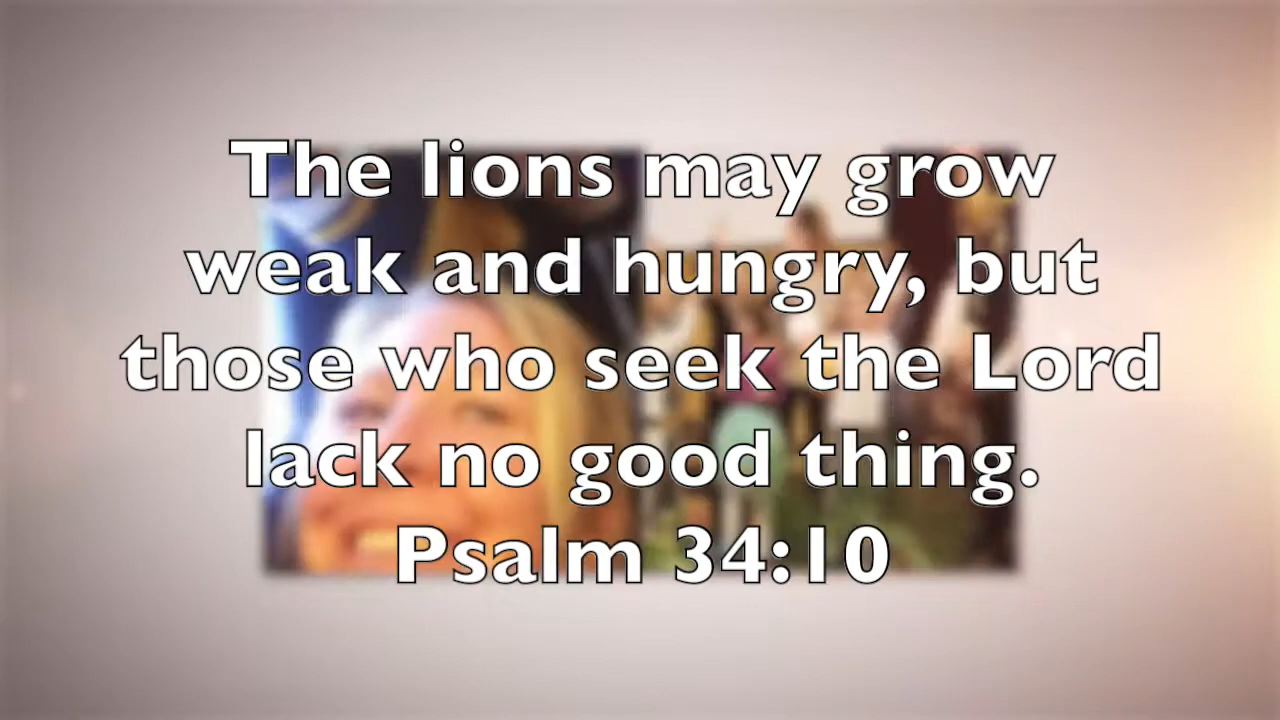 The lions may grow
weak and hungry, but
those who seek the Lord
lack no good thing.
Psalm 34:10